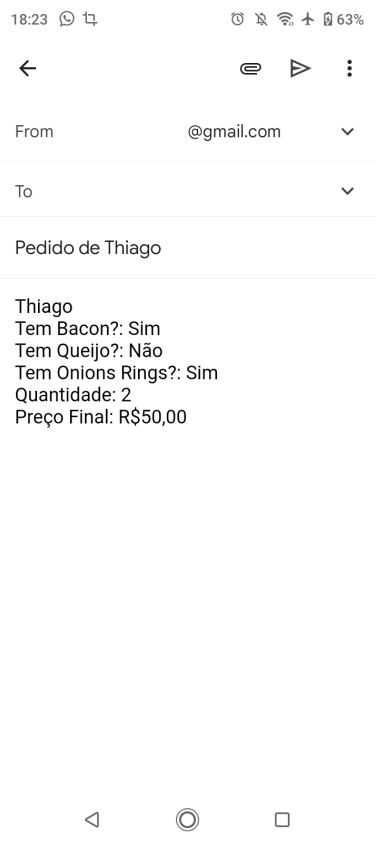 18:23
63%
From @gmail.com
To
Pedido de Thiago
Thiago
Tem Bacon?: Sim
Tem Queijo?: Não
Tem Onions Rings?: Sim
Quantidade: 2
Preço Final: R$50,00